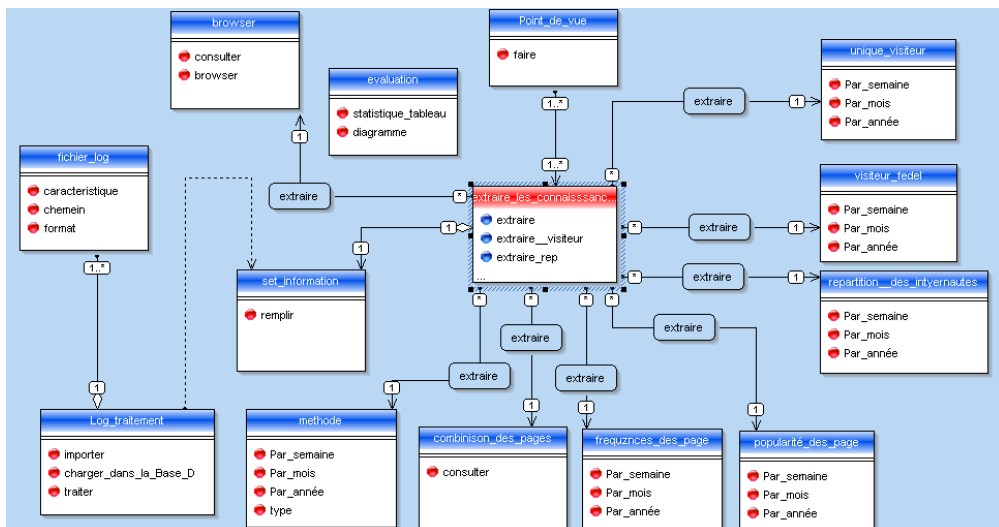 browser
consulter
browser
Point_de_vue
faire
unique_visiteur
Par_semaine
Par_mois
Par_année
evaluation
statistique_tableau
diagramme
fichier_log
caracteristique
chemein
format
extraire
1
*
1..*
1..*
extraire
*
1
extraire_les_connaisssanc...
extraire
extraire__visiteur
extraire_rep
...
visiteur_fedel
Par_semaine
Par_mois
Par_année
extraire
*
1
set_information
remplir
1
1
repartition__des_intyernautes
Par_semaine
Par_mois
Par_année
extraire
*
1
1..*
1
Log_traitement
importer
charger_dans_la_Base_D
traiter
*
extraire
1
methode
Par_semaine
Par_mois
Par_année
type
*
extraire
1
combinison_des_pages
consulter
*
extraire
1
frequznces_des_page
Par_semaine
Par_mois
Par_année
*
extraire
1
popularité_des_page
Par_semaine
Par_mois
Par_année